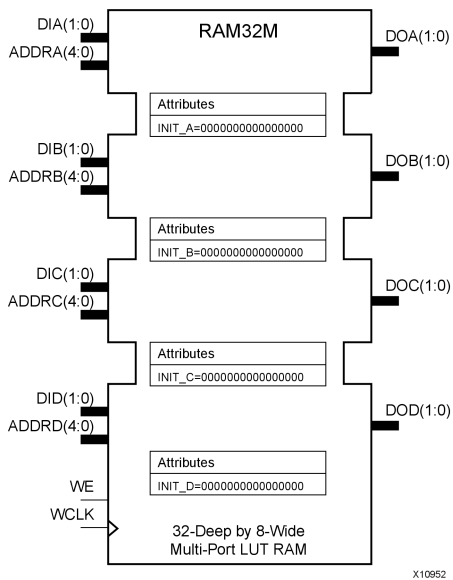 RAM32M
DIA(1:0)
DOA(1:0)
ADDRA(4:0)
Attributes
INIT_A=0000000000000000
DIB(1:0)
DOB(1:0)
ADDRB(4:0)
Attributes
INIT_B=0000000000000000
DIC(1:0)
DOC(1:0)
ADDRC(4:0)
Attributes
INIT_C=0000000000000000
DID(1:0)
DOD(1:0)
ADDRD(4:0)
Attributes
INIT_D=0000000000000000
WE
WCLK
32-Deep by 8-Wide
Multi-Port LUT RAM
X10952